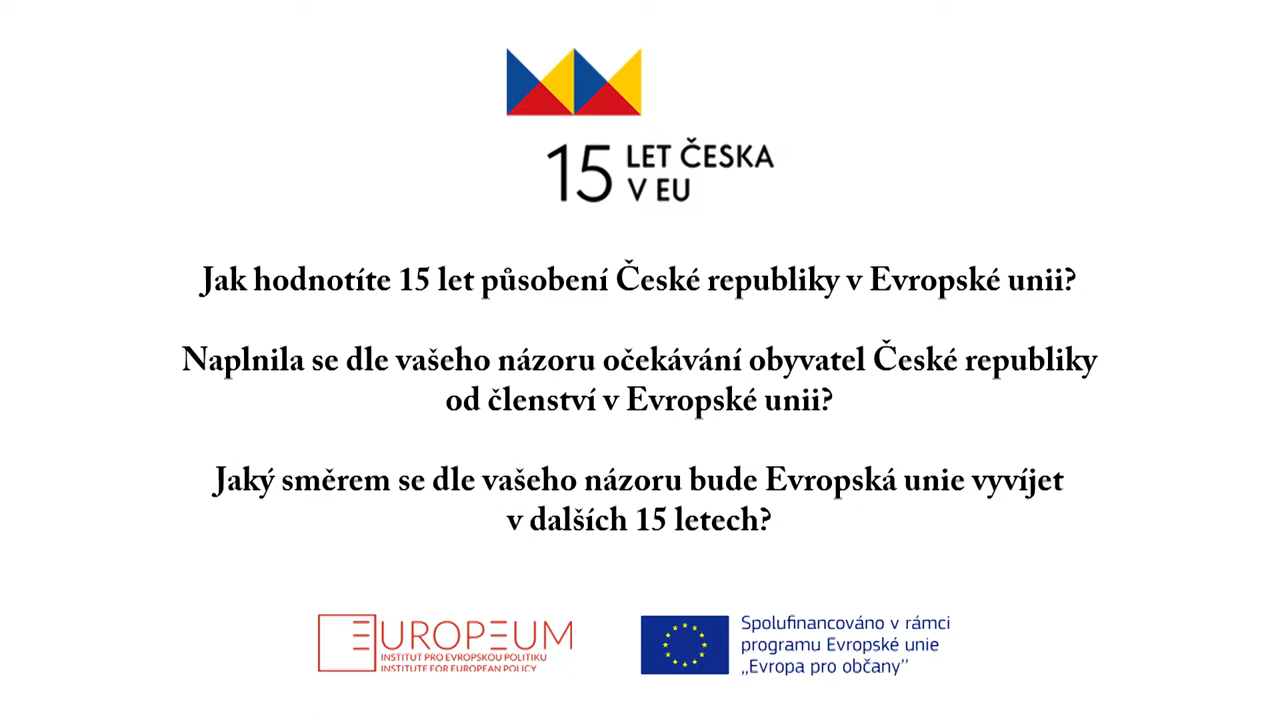 15 LET ČESKA
V EU
Jak hodnotíte 15 let působení České republiky v Evropské unii?
Naplnila se dle vašeho názoru očekávání obyvatel České republiky
od členství v Evropské unii?
Jaký směrem se dle vašeho názoru bude Evropská unie vyvíjet
v dalších 15 letech?
EUROPEUM
INSTITUT PRO EVROPSKOU POLITIKU
INSTITUTE FOR EUROPEAN POLICY
Spolufinancováno v rámci
programu Evropské unie
„Evropa pro občany”